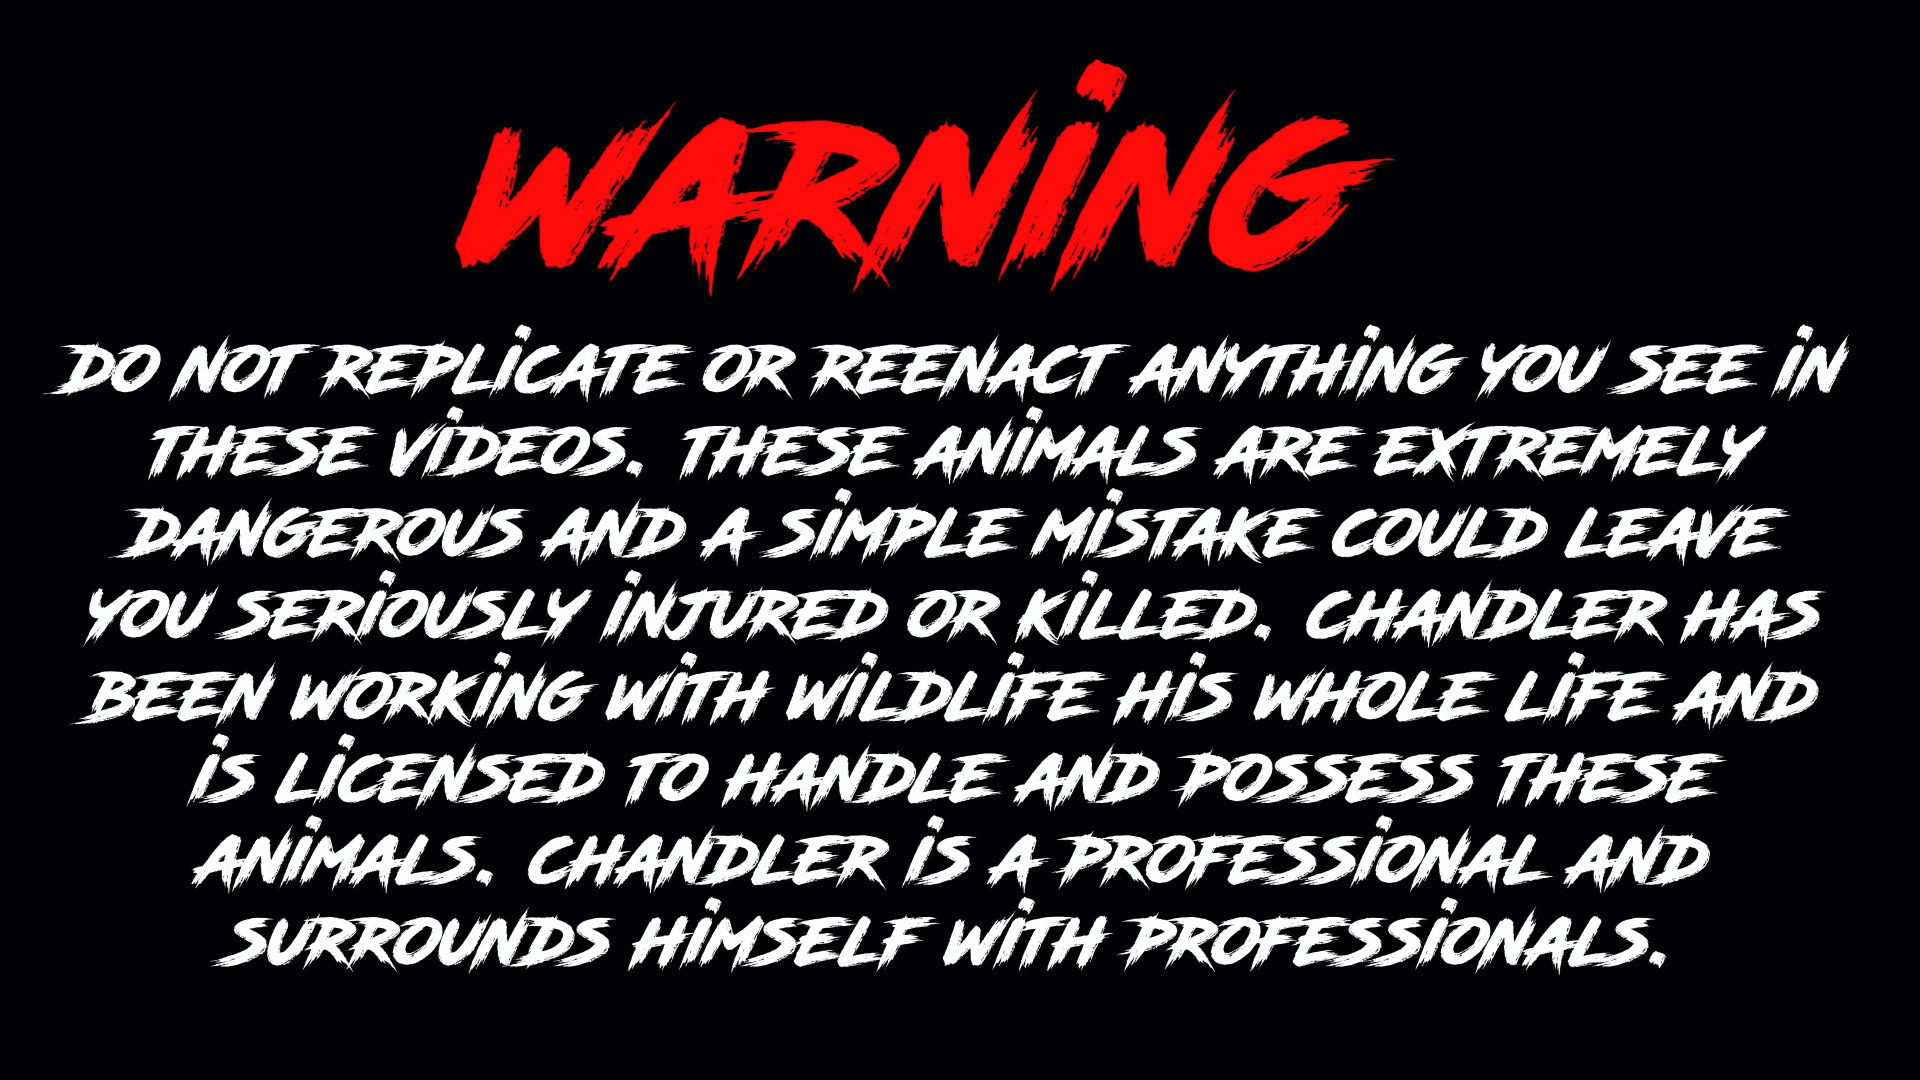 WARNING
DO NOT REPLICATE OR REENACT ANYTHING YOU SEE IN
THESE VIDEOS. THESE ANIMALS ARE EXTREMELY
DANGEROUS AND A SIMPLE MISTAKE COULD LEAVE
YOU SERIOUSLY INJURED OR KILLED. CHANDLER HAS
BEEN WORKING WITH WILDLIFE HIS WHOLE LIFE AND
IS LICENSED TO HANDLE AND POSSESS THESE
ANIMALS. CHANDLER IS A PROFESSIONAL AND
SURROUNDS HIMSELF WITH PROFESSIONALS.